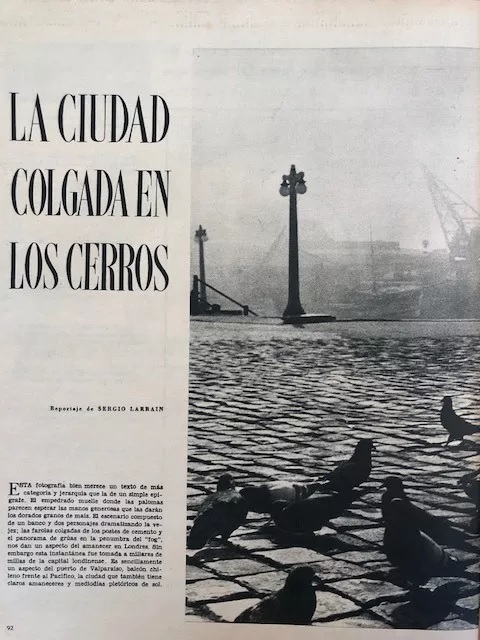 LA CIUDAD
COLGADA EN
LOS CERROS
Reportaje de SERGIO LARRAIN
ESTA fotografía bien merece un texto de más
categoría y jerarquía que la de un simple epí-
grafe. El empedrado muelle donde las palomas
parecen esperar las manos generosas que las darán
los dorados granos de maíz. El escenario compuesto
de un banco y dos personajes dramatizando la ve-
jez; las farolas colgadas de los postes de cemento y
el panorama de grúas en la penumbra del "fog",
nos dan un aspecto del amanecer en Londres. Sin
embargo esta instantánea fue tomada a millares de
millas de la capital londinense. Es sencillamente
un aspecto del puerto de Valparaíso, balcón chi-
leno frente al Pacífico, la ciudad que también tiene
claros amaneceres y mediodías pletóricos de sol.
92